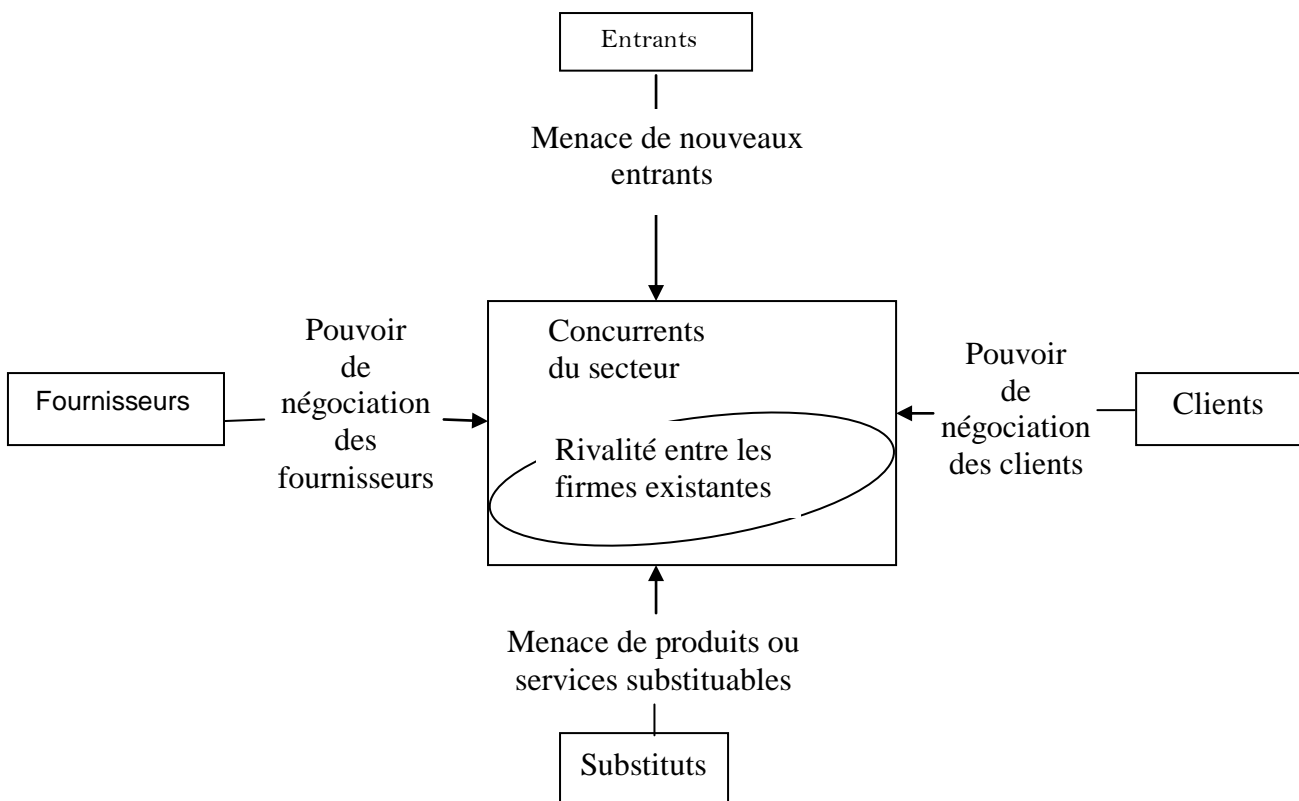 Entrants
Menace de nouveaux
entrants
Fournisseurs
Pouvoir
de
négociation
des
fournisseurs
Concurrents
du secteur
Rivalité entre les
firmes existantes
Pouvoir
de
négociation
des clients
Clients
Menace de produits ou
services substituables
Substituts